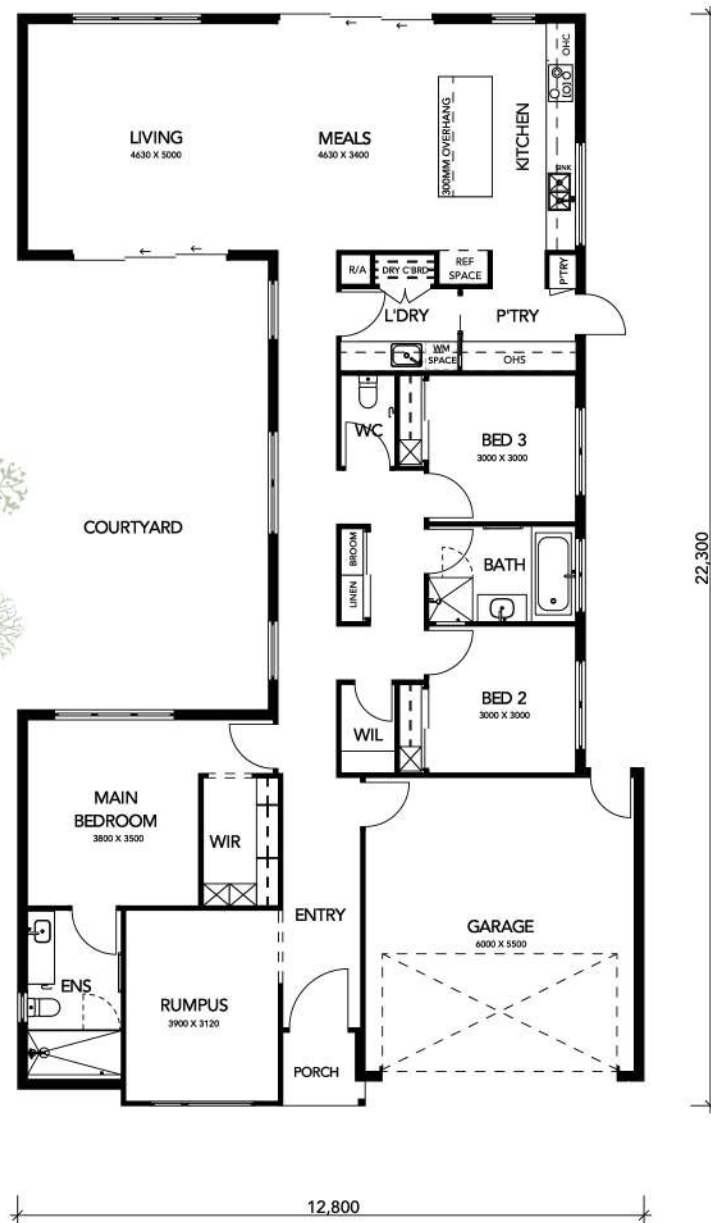 OHC
LIVING
4630 X 5000
MEALS
4630 X 3400
300MM OVERHANG
KITCHEN
SINK
R/A
DRY C'BRD
REF
SPACE
P'TRY
L'DRY
P'TRY
WM
SPACE
OHS
WC
BED 3
3000 X 3000
COURTYARD
BROOM
LINEN
BATH
22,300
BED 2
3000 X 3000
WIL
MAIN
BEDROOM
3800 X 3500
WIR
ENTRY
GARAGE
6000 X 5500
ENS
RUMPUS
3900 X 3120
PORCH
12,800